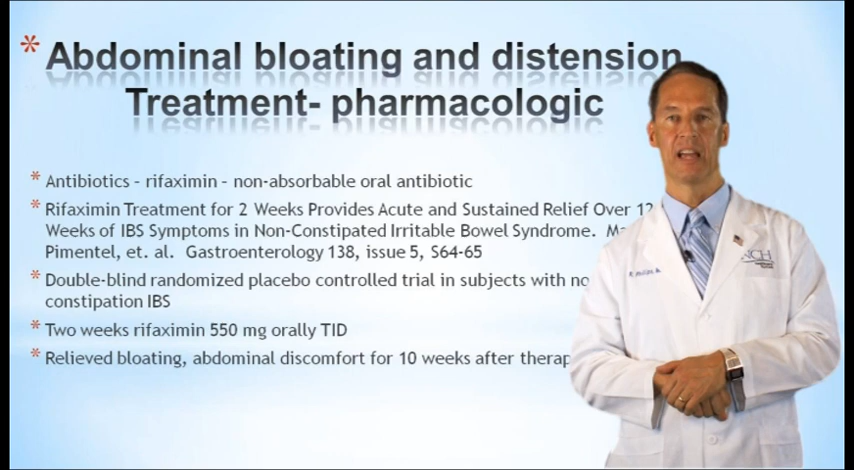 * Abdominal bloating and distension
Treatment- pharmacologic
* Antibiotics – rifaximin – non-absorbable oral antibiotic
* Rifaximin Treatment for 2 Weeks Provides Acute and Sustained Relief Over 12
Weeks of IBS Symptoms in Non-Constipated Irritable Bowel Syndrome.
Pimentel, et. al. Gastroenterology 138, issue 5, S64-65
* Double-blind randomized placebo controlled trial in subjects with
constipation IBS
* Two weeks rifaximin 550 mg orally TID
* Relieved bloating, abdominal discomfort for 10 weeks after